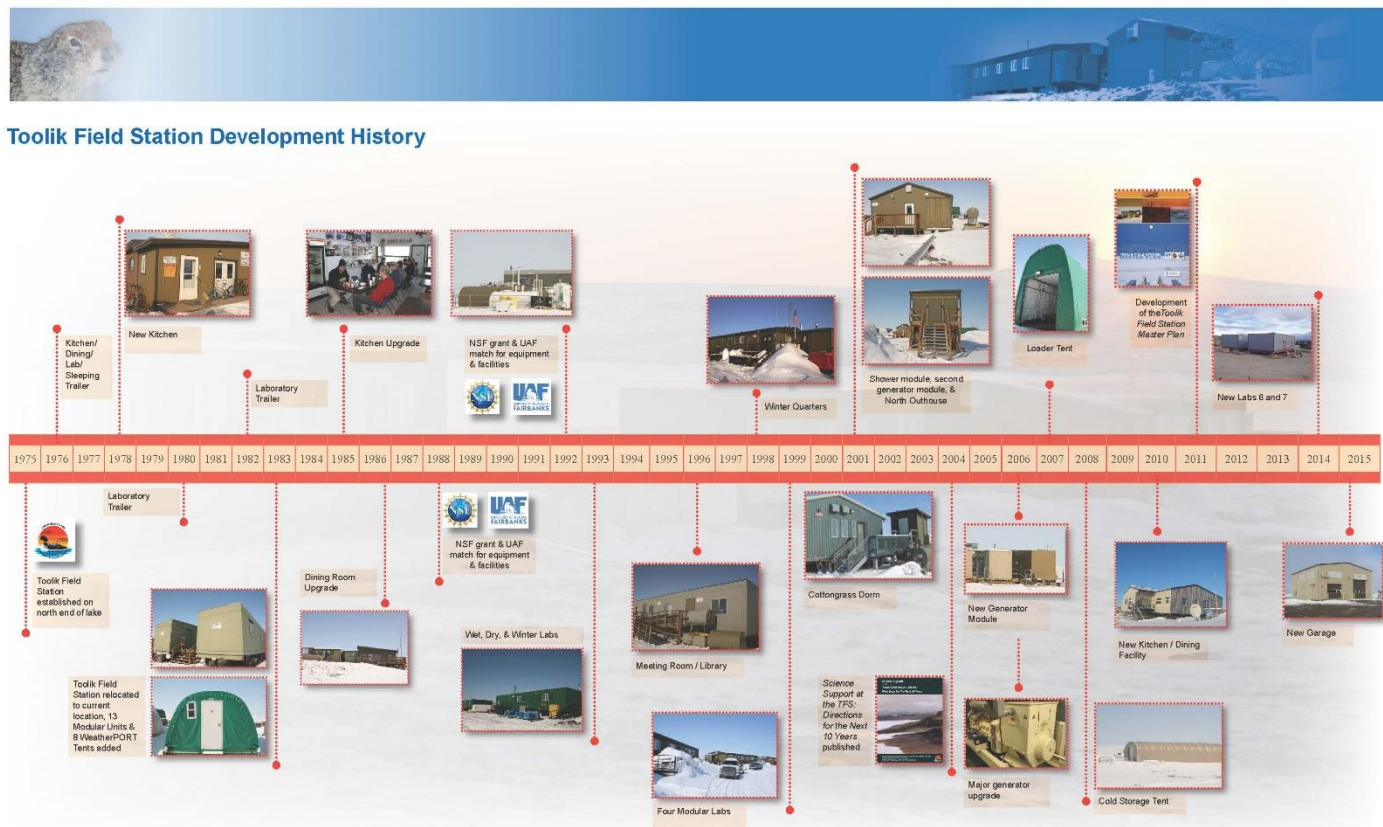 Toolik Field Station Development History
Kitchen/
Dining/
Lab/
Sleeping
Trailer
New Kitchen
Laboratory
Trailer
Kitchen Upgrade
NSF grant & UAF
match for equipment
& facilities
NSF
UAF
FAIRBANKS
Winter Quarters
Shower module, second
generator module, &
North Outhouse
Loader Tent
Development
of theToolik
Field Station
Master Plan
New Labs 6 and 7
1975 1976 1977 1978 1979 1980 1981 1982 1983 1984 1985 1986 1987 1988 1989 1990 1991 1992 1993 1994 1995 1996 1997 1998 1999 2000 2001 2002 2003 2004 2005 2006 2007 2008 2009 2010 2011 2012 2013 2014 2015
Toolik Field
Station
established on
north end of lake
Laboratory
Trailer
Toolik Field
Station relocated
to current
location, 13
Modular Units &
8 WeatherPORT
Tents added
Dining Room
Upgrade
NSF
UAF
FAIRBANKS
NSF grant & UAF
match for equipment
& facilities
Wet, Dry, & Winter Labs
Meeting Room / Library
Four Modular Labs
Cottongrass Dorm
Science
Support at
the TFS:
Directions
for the Next
10 Years
published
New Generator
Module
Major generator
upgrade
New Kitchen / Dining
Facility
Cold Storage Tent
New Garage